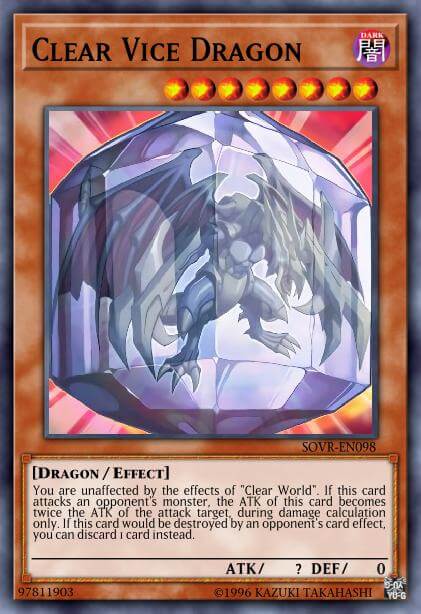 CLEAR VICE DRAGON
DARK
闇
SOVR-EN098
[DRAGON / EFFECT]
You are unaffected by the effects of "Clear World". If this card
attacks an opponent's monster, the ATK of this card becomes
twice the ATK of the attack target, during damage calculation
only. If this card would be destroyed by an opponent's card effect,
you can discard 1 card instead.
ATK/ ? DEF/ 0
97811903
©1996 KAZUKI TAKAHASHI